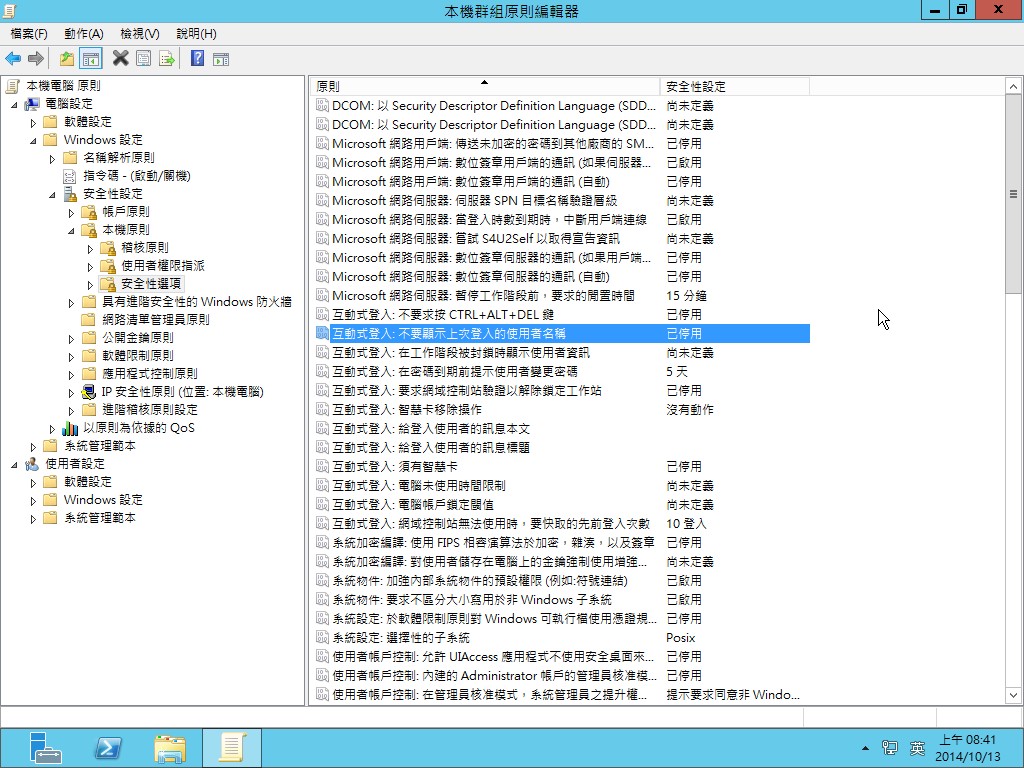 本機群組原則編輯器
檔案(F) 動作(A) 檢視(V) 說明(H)
本機電腦 原則
電腦設定
軟體設定
Windows 設定
名稱解析原則
指令碼 - (啟動/關機)
安全性設定
帳戶原則
本機原則
稽核原則
使用者權限指派
安全性選項
具有進階安全性的 Windows 防火牆
網路清單管理員原則
公開金鑰原則
軟體限制原則
應用程式控制原則
IP 安全性原則 (位置: 本機電腦)
進階稽核原則設定
以原則為依據的 QoS
系統管理範本
使用者設定
軟體設定
Windows 設定
系統管理範本
原則 安全性設定
DCOM: 以 Security Descriptor Definition Language (SDD... 尚未定義
DCOM: 以 Security Descriptor Definition Language (SDD... 尚未定義
Microsoft 網路用戶端: 傳送未加密的密碼到其他廠商的 SM... 已停用
Microsoft 網路用戶端: 數位簽章用戶端的通訊 (如果伺服器... 已啟用
Microsoft 網路用戶端: 數位簽章用戶端的通訊 (自動) 已停用
Microsoft 網路伺服器: 伺服器 SPN 目標名稱驗證層級 尚未定義
Microsoft 網路伺服器: 當登入時數到期時，中斷用戶端連線 已啟用
Microsoft 網路伺服器: 嘗試 S4U2Self 以取得宣告資訊 尚未定義
Microsoft 網路伺服器: 數位簽章伺服器的通訊 (如果用戶端... 已停用
Microsoft 網路伺服器: 數位簽章伺服器的通訊 (自動) 已停用
Microsoft 網路伺服器: 暫停工作階段前，要求的閒置時間 15 分鐘
互動式登入: 不要求按 CTRL+ALT+DEL 鍵 已停用
互動式登入: 不要顯示上次登入的使用者名稱 已停用
互動式登入: 在工作階段被封鎖時顯示使用者資訊 尚未定義
互動式登入: 在密碼到期前提示使用者變更密碼 5 天
互動式登入: 要求網域控制站驗證以解除鎖定工作站 已停用
互動式登入: 智慧卡移除操作 沒有動作
互動式登入: 給登入使用者的訊息本文
互動式登入: 給登入使用者的訊息標題
互動式登入: 須有智慧卡 已停用
互動式登入: 電腦未使用時間限制 尚未定義
互動式登入: 電腦帳戶鎖定閾值 尚未定義
互動式登入: 網域控制站無法使用時，要快取的先前登入次數 10 登入
系統加密編譯: 使用 FIPS 相容演算法於加密，雜湊，以及簽章 已停用
系統加密編譯: 對使用者儲存在電腦上的金鑰強制使用增強... 尚未定義
系統物件: 加強內部系統物件的預設權限 (例如:符號連結) 已啟用
系統物件: 要求不區分大小寫用於非 Windows 子系統 已啟用
系統設定: 於軟體限制原則對 Windows 可執行檔使用憑證規... 已停用
系統設定: 選擇性的子系統 Posix
使用者帳戶控制: 允許 UIAccess 應用程式不使用安全桌面來... 已停用
使用者帳戶控制: 內建的 Administrator 帳戶的管理員核准模... 已停用
使用者帳戶控制: 在管理員核准模式，系統管理員之提升權... 提示要求同意非 Windo...
英
上午 08:41
2014/10/13